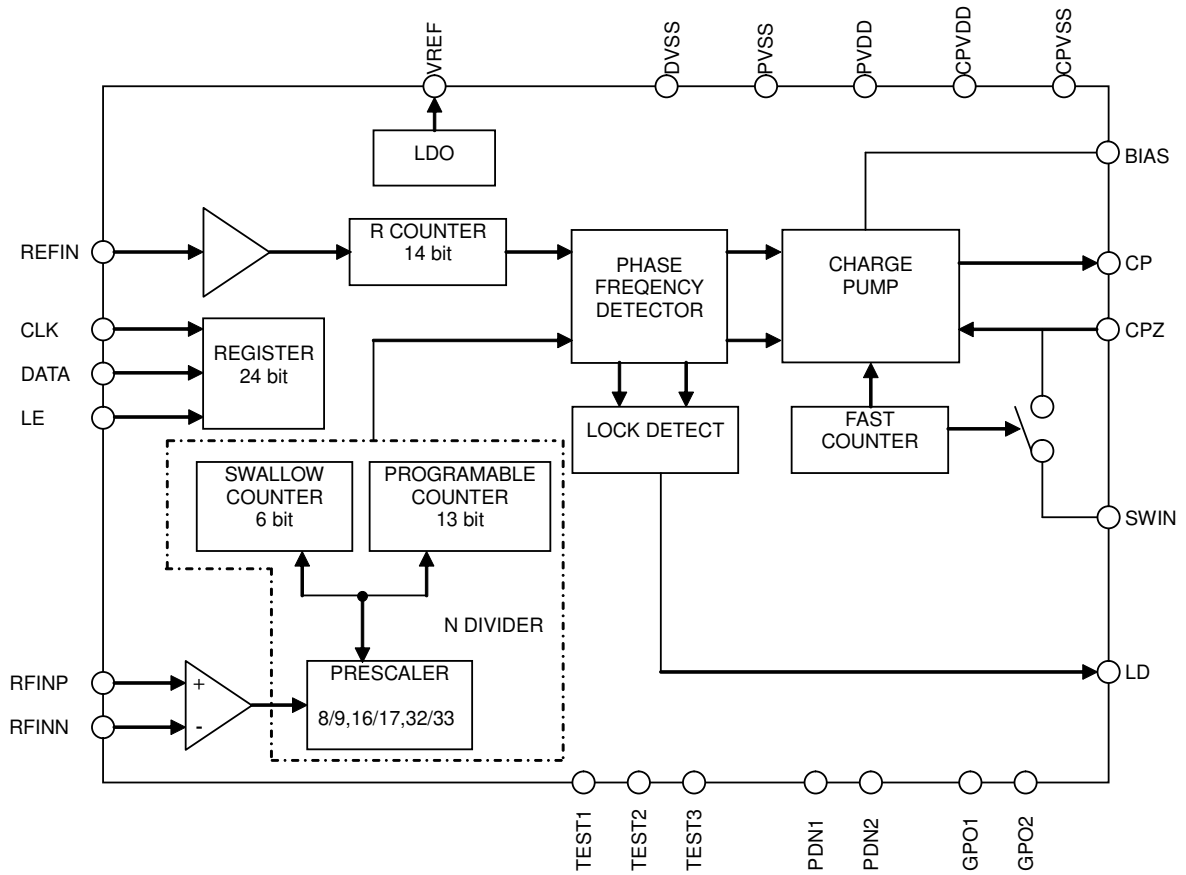 VREF
DVSS
PVSS
PVDD
CPVDD
CPVSS
LDO
BIAS
REFIN
R COUNTER
14 bit
PHASE
FREQENCY
DETECTOR
CHARGE
PUMP
CP
CLK
DATA
LE
REGISTER
24 bit
CPZ
LOCK DETECT
FAST
COUNTER
SWALLOW
COUNTER
6 bit
PROGRAMABLE
COUNTER
13 bit
SWIN
N DIVIDER
RFINP
RFINN
+
-
PRESCALER
8/9,16/17,32/33
LD
TEST1
TEST2
TEST3
PDN1
PDN2
GPO1
GPO2